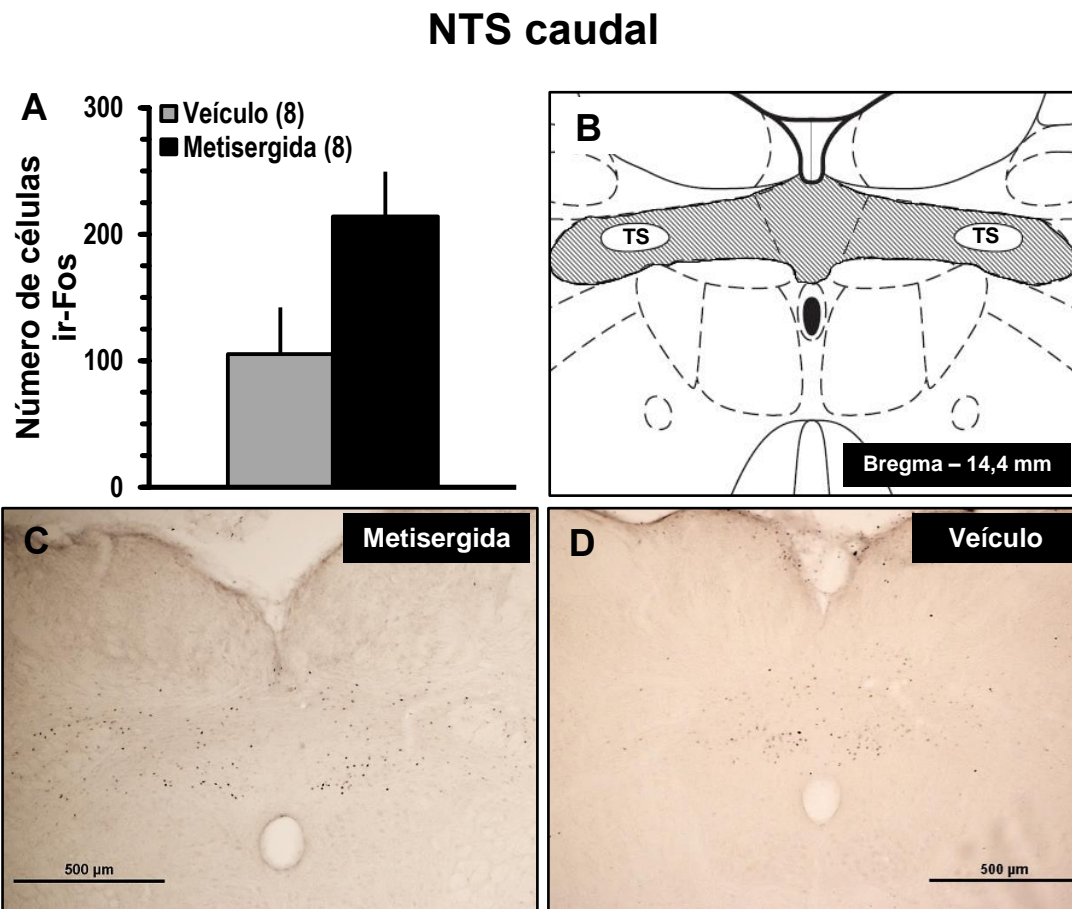 NTS caudal
A
300
200
100
0
Número de células
ir-Fos
Veículo (8)
Metisergida (8)
B
TS
TS
Bregma – 14,4 mm
C
Metisergida
500 µm
D
Veículo
500 µm